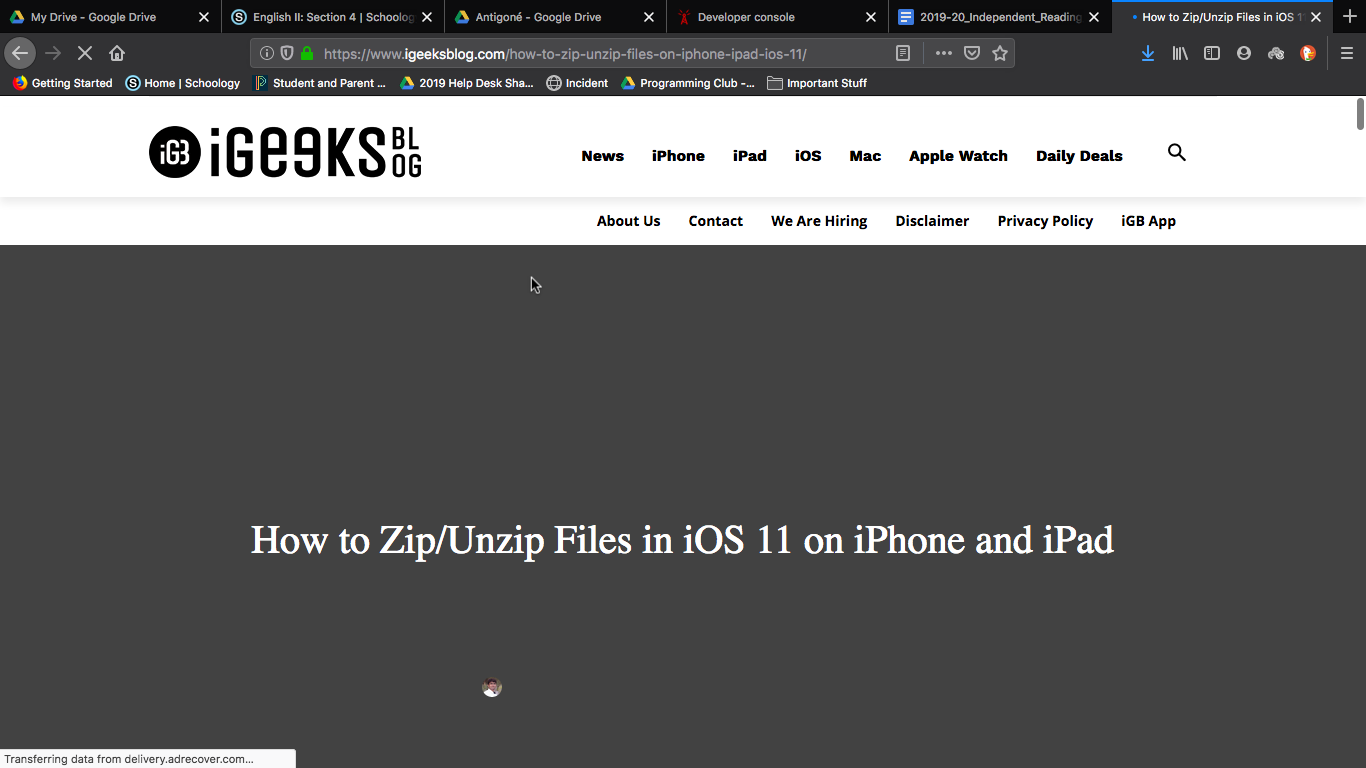 My Drive - Google Drive
English II: Section 4 | Schoolog
Antigoné - Google Drive
Developer console
2019-20_Independent_Reading
How to Zip/Unzip Files in iOS 1
https://www.igeeksblog.com/how-to-zip-unzip-files-on-iphone-ipad-ios-11/
Getting Started
Home | Schoology
Student and Parent ...
2019 Help Desk Sha...
Incident
Programming Club -...
Important Stuff
iGB iGEEKS BLOG
News iPhone iPad iOS Mac Apple Watch Daily Deals
About Us Contact We Are Hiring Disclaimer Privacy Policy iGB App
How to Zip/Unzip Files in iOS 11 on iPhone and iPad
Transferring data from delivery.adrecover.com...